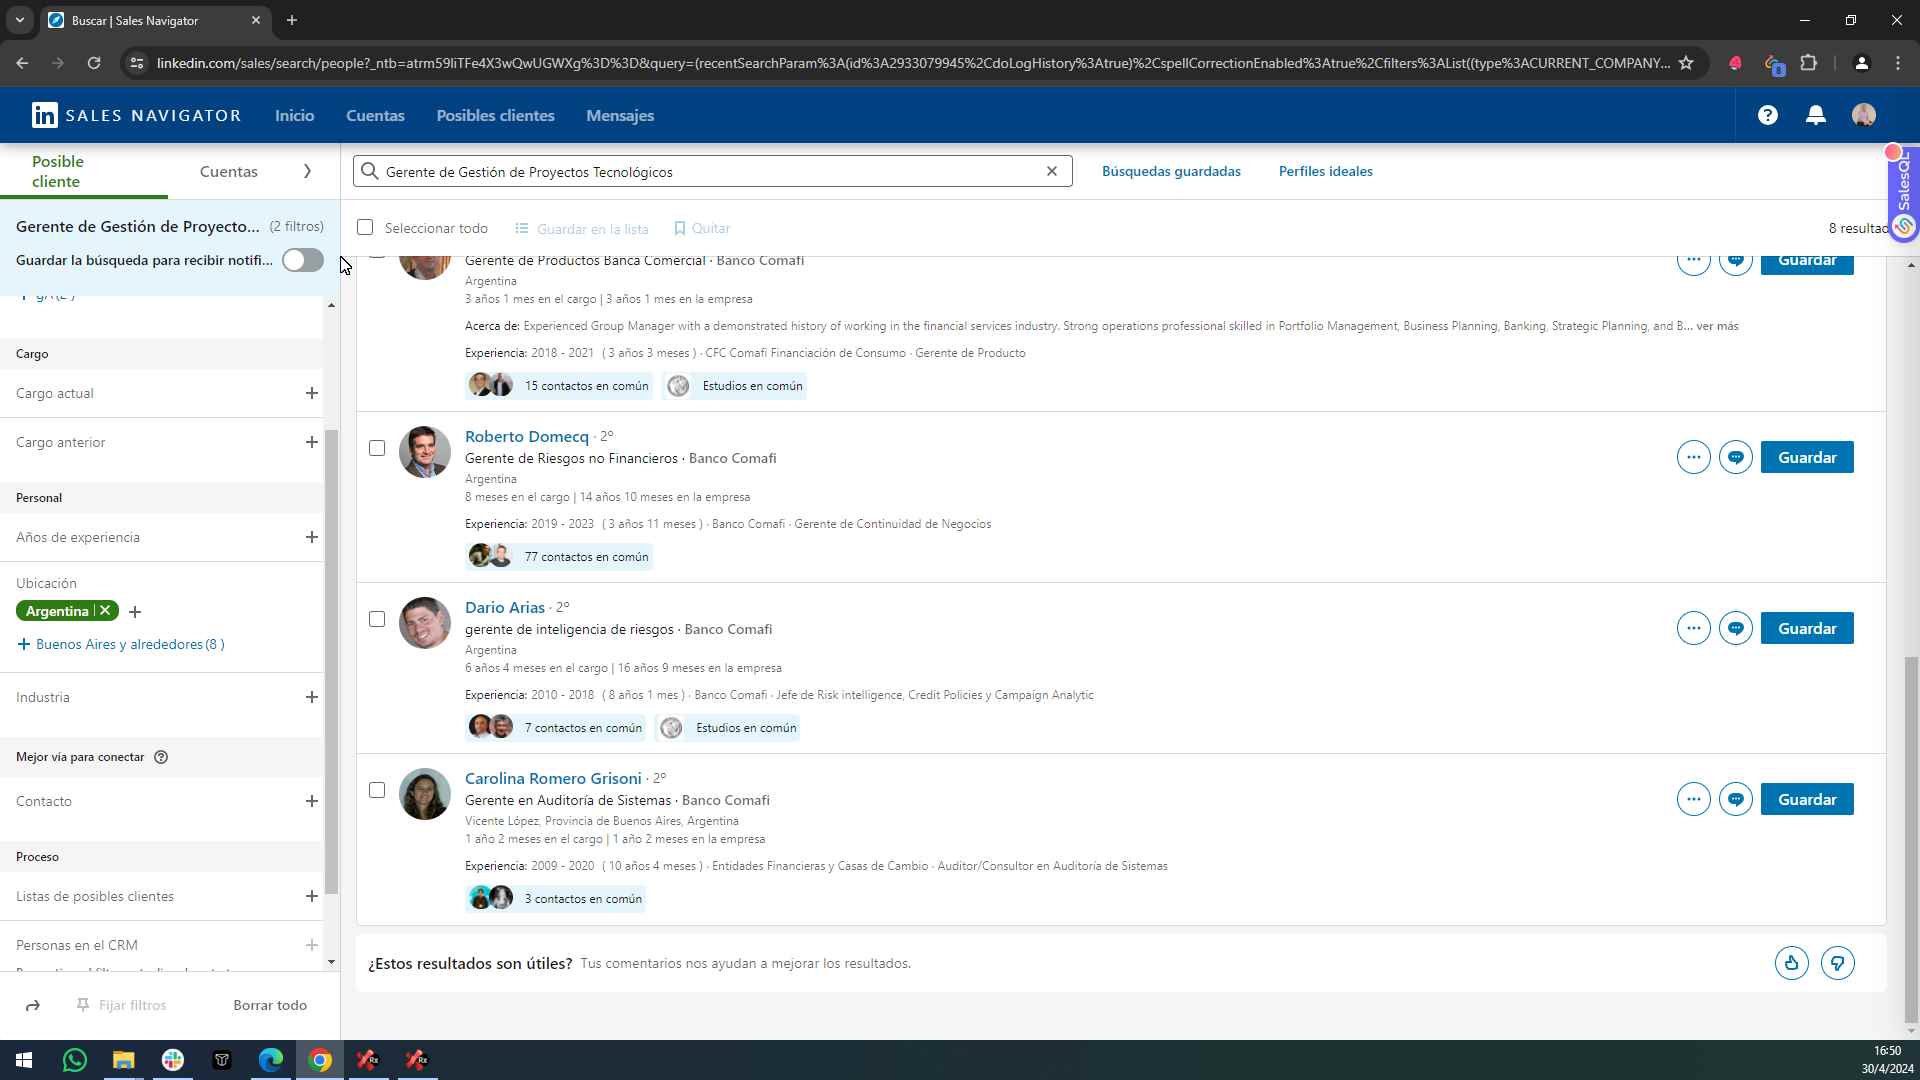 Buscar | Sales Navigator
linkedin.com/sales/search/people?_ntb=atrm59IiTFe4X3wQwUGWXg%3D%3D&query=(recentSearchParam%3A(id%3A2933079945%2CdoLogHistory%3Atrue)%2CspellCorrectionEnabled%3Atrue%2Cfilters%3AList((type%3ACURRENT_COMPANY...
8
in SALES NAVIGATOR
Inicio
Cuentas
Posibles clientes
Mensajes
Posible cliente
Cuentas
Gerente de Gestión de Proyectos Tecnológicos
Búsquedas guardadas
Perfiles ideales
SalesQL
Gerente de Gestión de Proyecto... (2 filtros)
Guardar la búsqueda para recibir notifi...
Seleccionar todo
Guardar en la lista
Quitar
8 resultad
Cargo
Cargo actual
Cargo anterior
Personal
Años de experiencia
Ubicación
Argentina
Buenos Aires y alrededores (8 )
Industria
Mejor vía para conectar
Contacto
Proceso
Listas de posibles clientes
Personas en el CRM
Fijar filtros
Borrar todo
Gerente de Productos Banca Comercial · Banco Comafi
Argentina
3 años 1 mes en el cargo | 3 años 1 mes en la empresa
Acerca de: Experienced Group Manager with a demonstrated history of working in the financial services industry. Strong operations professional skilled in Portfolio Management, Business Planning, Banking, Strategic Planning, and B... ver más
Experiencia: 2018 - 2021 ( 3 años 3 meses ) · CFC Comafi Financiación de Consumo · Gerente de Producto
15 contactos en común
Estudios en común
Guardar
Roberto Domecq · 2º
Gerente de Riesgos no Financieros · Banco Comafi
Argentina
8 meses en el cargo | 14 años 10 meses en la empresa
Experiencia: 2019 - 2023 ( 3 años 11 meses ) · Banco Comafi · Gerente de Continuidad de Negocios
77 contactos en común
Guardar
Dario Arias · 2º
gerente de inteligencia de riesgos · Banco Comafi
Argentina
6 años 4 meses en el cargo | 16 años 9 meses en la empresa
Experiencia: 2010 - 2018 ( 8 años 1 mes ) · Banco Comafi · Jefe de Risk intelligence, Credit Policies y Campaign Analytic
7 contactos en común
Estudios en común
Guardar
Carolina Romero Grisoni · 2º
Gerente en Auditoría de Sistemas · Banco Comafi
Vicente López, Provincia de Buenos Aires, Argentina
1 año 2 meses en el cargo | 1 año 2 meses en la empresa
Experiencia: 2009 - 2020 ( 10 años 4 meses ) · Entidades Financieras y Casas de Cambio · Auditor/Consultor en Auditoría de Sistemas
3 contactos en común
Guardar
¿Estos resultados son útiles? Tus comentarios nos ayudan a mejorar los resultados.
16:50
30/4/2024